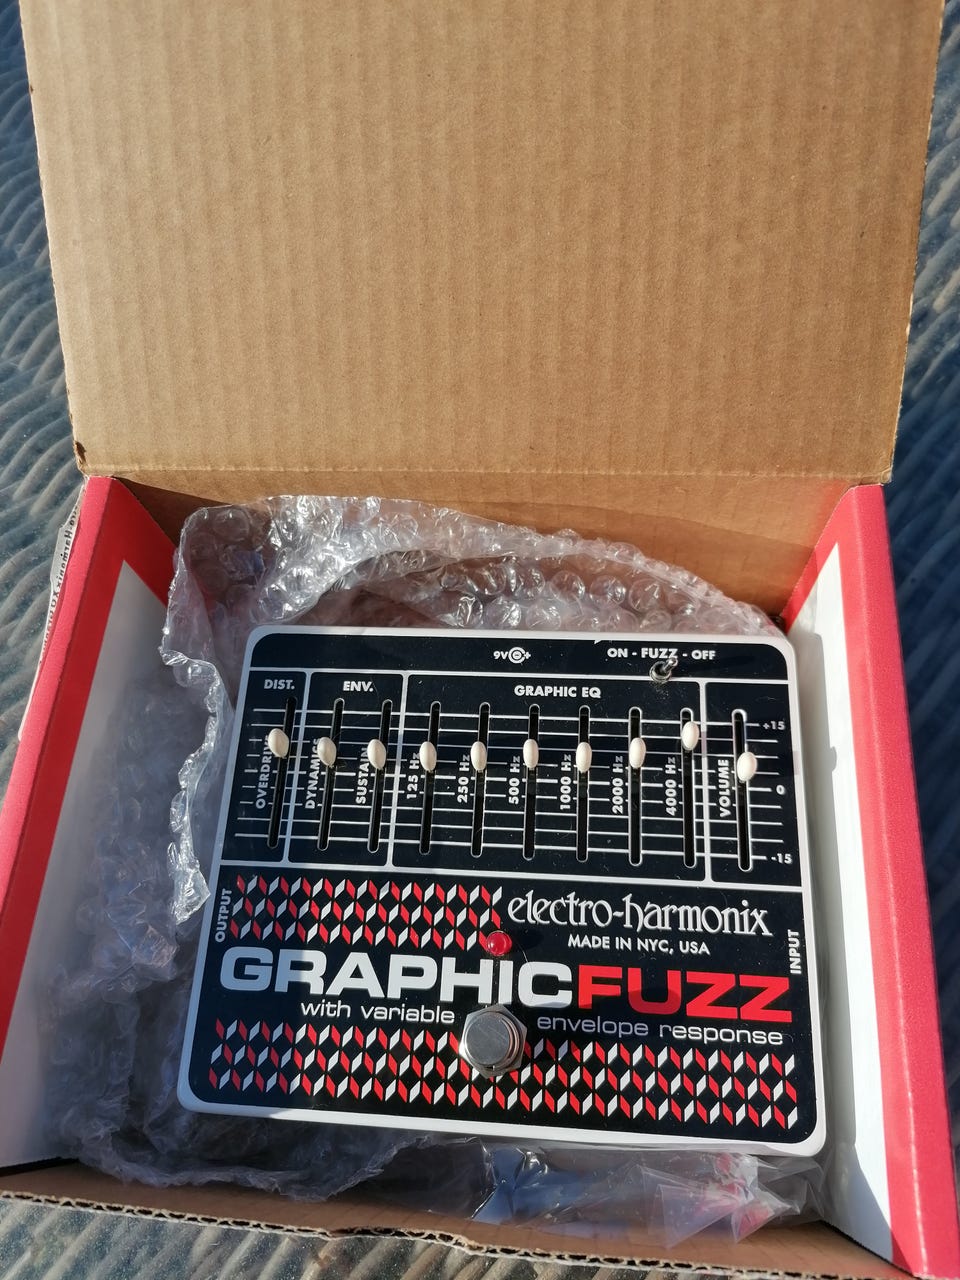 9V
ON - FUZZ - OFF
DIST.
ENV.
GRAPHIC EQ
OVERDRIVE
DYNAMICS
SUSTAIN
125 Hz
250 Hz
500 Hz
1000 Hz
2000 Hz
4000 Hz
VOLUME
+15
0
-15
OUTPUT
electro-harmonix
MADE IN NYC, USA
INPUT
GRAPHICFUZZ
with variable envelope response